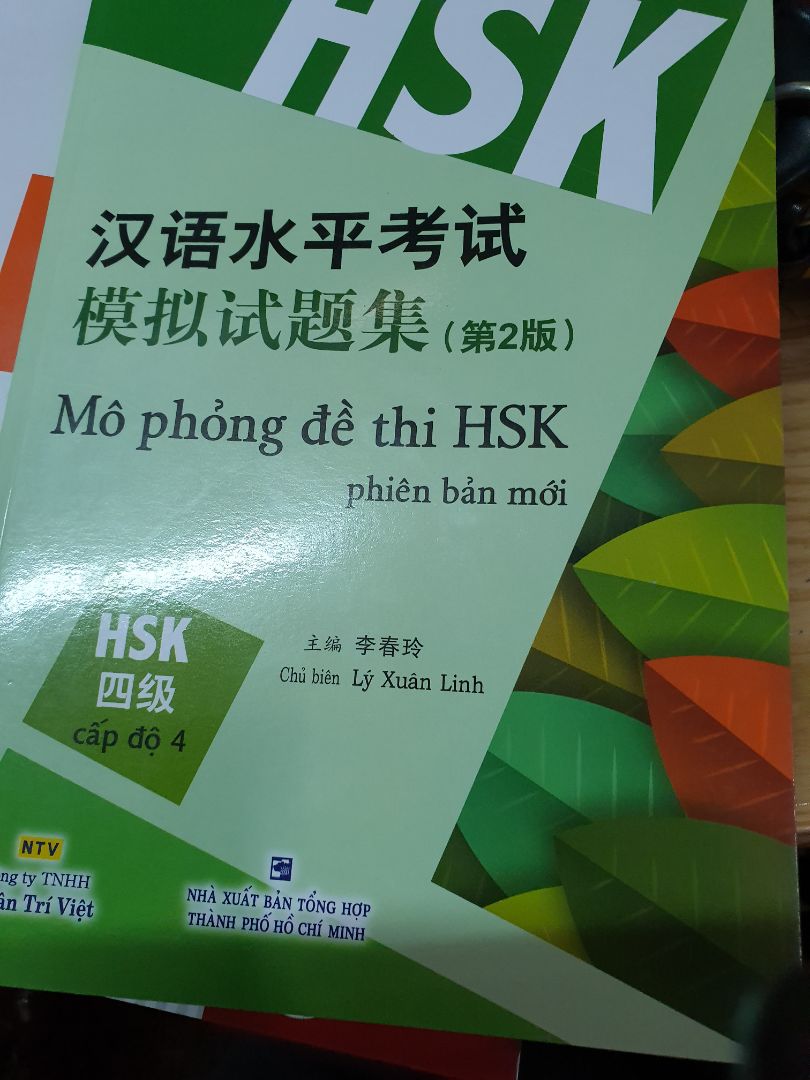 HSK
汉语水平考试
模拟试题集(第2版)
Mô phỏng đề thi HSK
phiên bản mới
主编 李春玲
Chủ biên Lý Xuân Linh
HSK
四级
cấp độ 4
NTV
ng ty TNHH
ân Trí Việt
NHÀ XUẤT BẢN TỔNG HỢP
THÀNH PHỐ HỒ CHÍ MINH